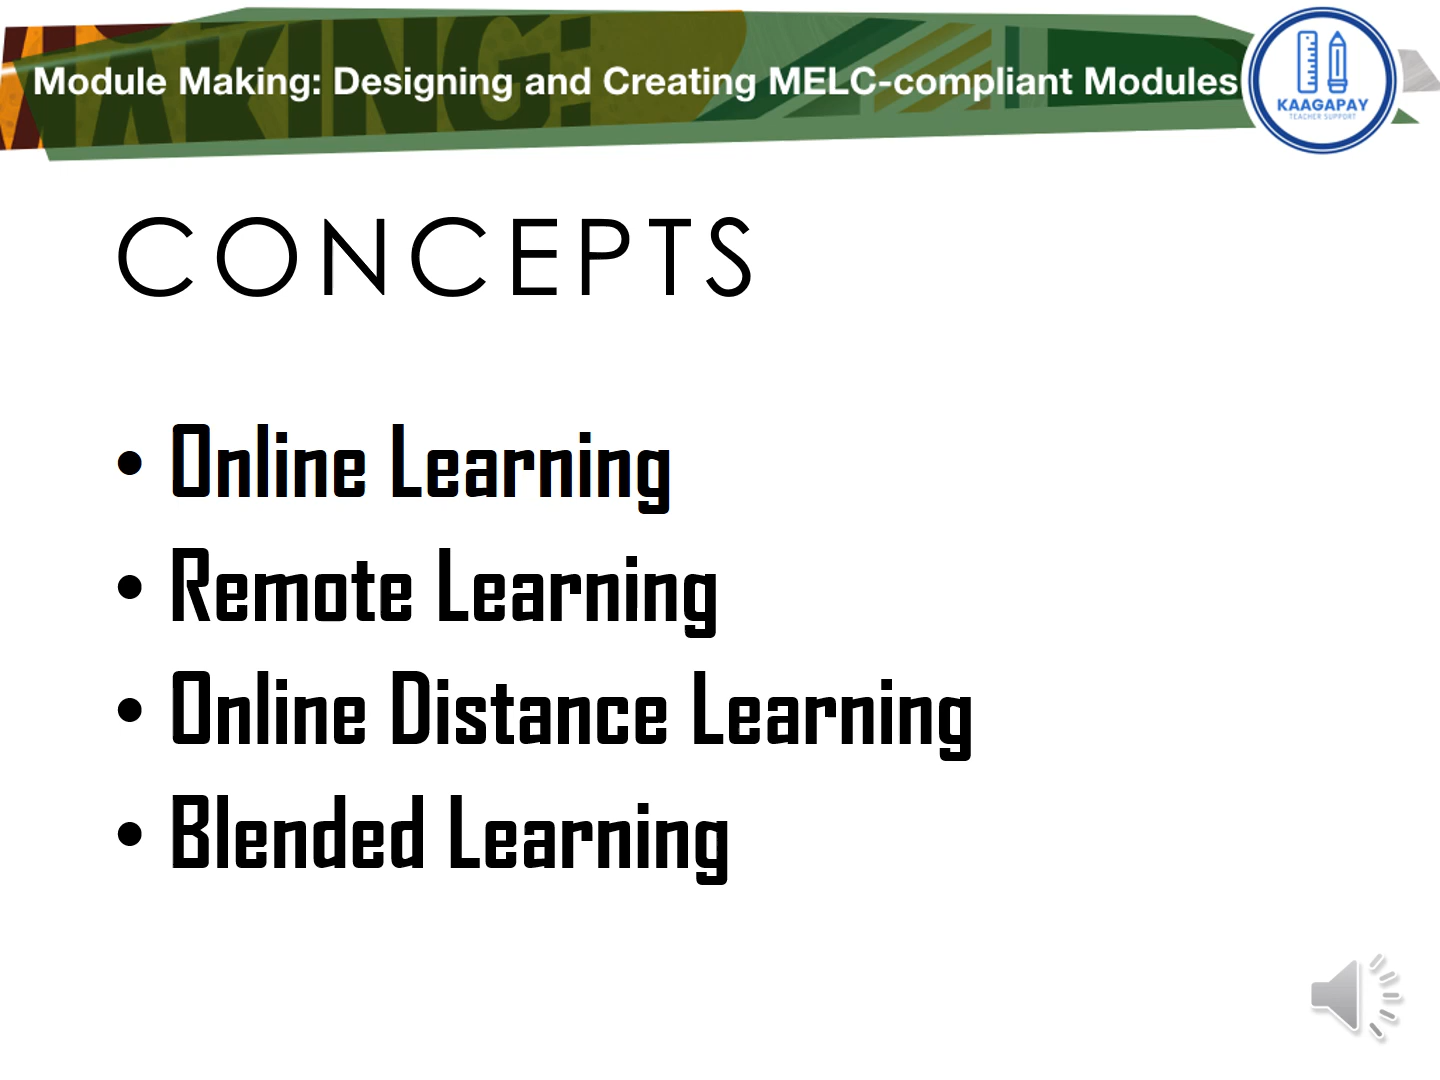 MAKING:
Module Making: Designing and Creating MELC-compliant Modules
KAAGAPAY
TEACHER SUPPORT
CONCEPTS
• Online Learning
• Remote Learning
• Online Distance Learning
• Blended Learning